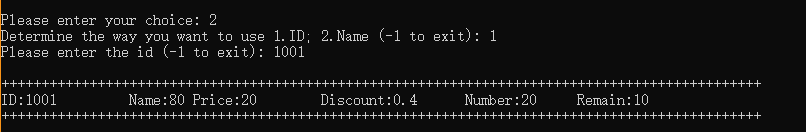 Please enter your choice: 2
Determine the way you want to use 1.ID; 2.Name (-1 to exit): 1
Please enter the id (-1 to exit): 1001
+++++++++++++++++++++++++++++++++++++++++++++++++++++++++++++++++++++++++++++++++++++++++++++++
ID:1001 Name:80 Price:20 Discount:0.4 Number:20 Remain:10
+++++++++++++++++++++++++++++++++++++++++++++++++++++++++++++++++++++++++++++++++++++++++++++++